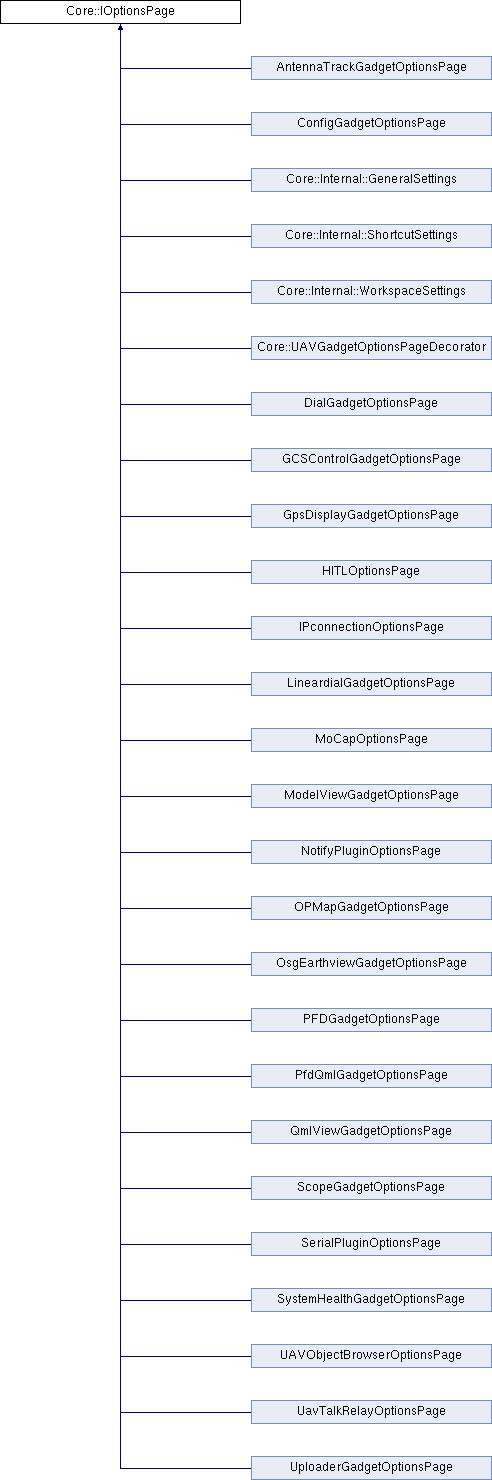 Core::IOptionsPage
AntennaTrackGadgetOptionsPage
ConfigGadgetOptionsPage
Core::Internal::GeneralSettings
Core::Internal::ShortcutSettings
Core::Internal::WorkspaceSettings
Core::UAVGadgetOptionsPageDecorator
DialGadgetOptionsPage
GCSControlGadgetOptionsPage
GpsDisplayGadgetOptionsPage
HITLOptionsPage
IPconnectionOptionsPage
LineardialGadgetOptionsPage
MoCapOptionsPage
ModelViewGadgetOptionsPage
NotifyPluginOptionsPage
OPMapGadgetOptionsPage
OsgEarthviewGadgetOptionsPage
PFDGadgetOptionsPage
PfdQmlGadgetOptionsPage
QmlViewGadgetOptionsPage
ScopeGadgetOptionsPage
SerialPluginOptionsPage
SystemHealthGadgetOptionsPage
UAVObjectBrowserOptionsPage
UavTalkRelayOptionsPage
UploaderGadgetOptionsPage